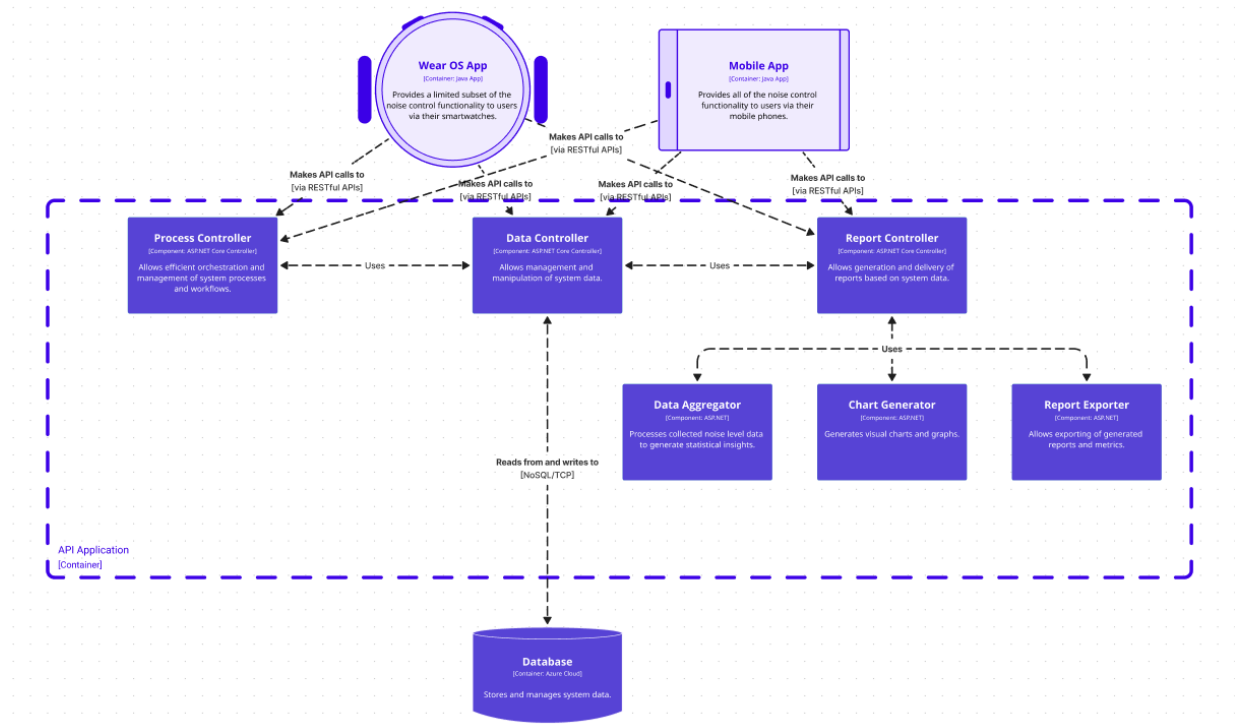 Wear OS App
[Container: Java App]
Provides a limited subset of the
noise control functionality to users
via their smartwatches.
Mobile App
[Container: Java App]
Provides all of the noise control
functionality to users via their
mobile phones.
Makes API calls to
[via RESTful APIs]
Makes API calls to
[via RESTful APIs]
Makes API calls to
[via RESTful APIs]
Makes API calls to
[via RESTful APIs]
Makes API calls to
[via RESTful APIs]
Process Controller
[Component: ASP.NET Core Controller]
Allows efficient orchestration and
management of system processes
and workflows.
Uses
Data Controller
[Component: ASP.NET Core Controller]
Allows management and
manipulation of system data.
Uses
Report Controller
[Component: ASP.NET Core Controller]
Allows generation and delivery of
reports based on system data.
Uses
Data Aggregator
[Component: ASP.NET]
Processes collected noise level data
to generate statistical insights.
Chart Generator
[Component: ASP.NET]
Generates visual charts and graphs.
Report Exporter
[Component: ASP.NET]
Allows exporting of generated
reports and metrics.
Reads from and writes to
[NoSQL/TCP]
API Application
[Container]
Database
[Container: Azure Cloud]
Stores and manages system data.